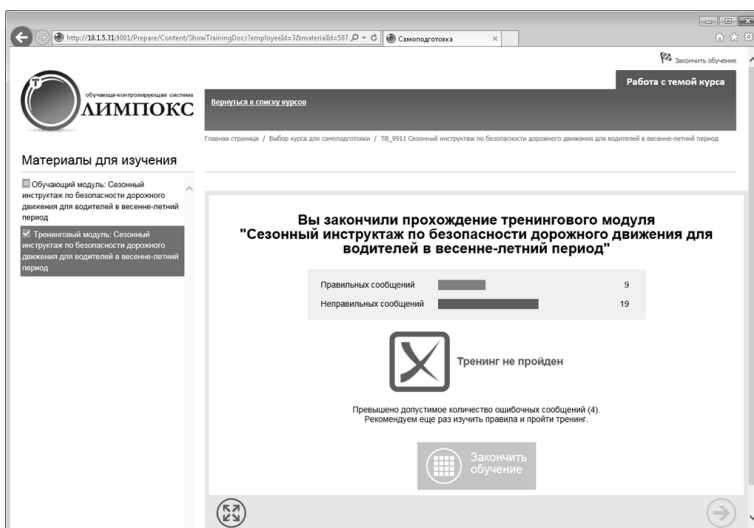 http://10.1.5.31:9001/Prepare/Content/ShowTrainingDocs?employeeId=3&materialId=507
Самоподготовка
Закончить обучение
Работа с темой курса
обучающе-контролирующая система
ЛИМПОКС
Вернуться к списку курсов
Главная страница / Выбор курса для самоподготовки / ТВ_9911 Сезонный инструктаж по безопасности дорожного движения для водителей в весенне-летний период
Материалы для изучения
Обучающий модуль: Сезонный
инструктаж по безопасности дорожного
движения для водителей в весенне-летний
период
Тренинговый модуль: Сезонный
инструктаж по безопасности дорожного
движения для водителей в весенне-летний
период
Вы закончили прохождение тренингового модуля
"Сезонный инструктаж по безопасности дорожного движения для
водителей в весенне-летний период"
Правильных сообщений 9
Неправильных сообщений 19
Тренинг не пройден
Превышено допустимое количество ошибочных сообщений (4).
Рекомендуем еще раз изучить правила и пройти тренинг.
Закончить
обучение